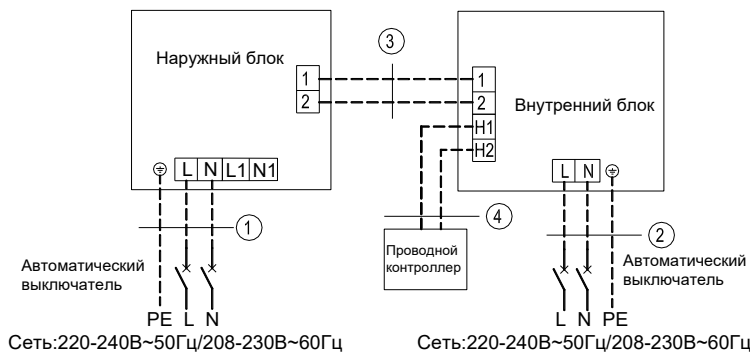 Наружный блок
1
2
3
1
2
H1
H2
Внутренний блок
L N L1 N1
L N
1
4
2
Проводной
контроллер
Автоматический
выключатель
Автоматический
выключатель
PE L N
L N PE
Сеть:220-240В~50Гц/208-230В~60Гц
Сеть:220-240В~50Гц/208-230В~60Гц